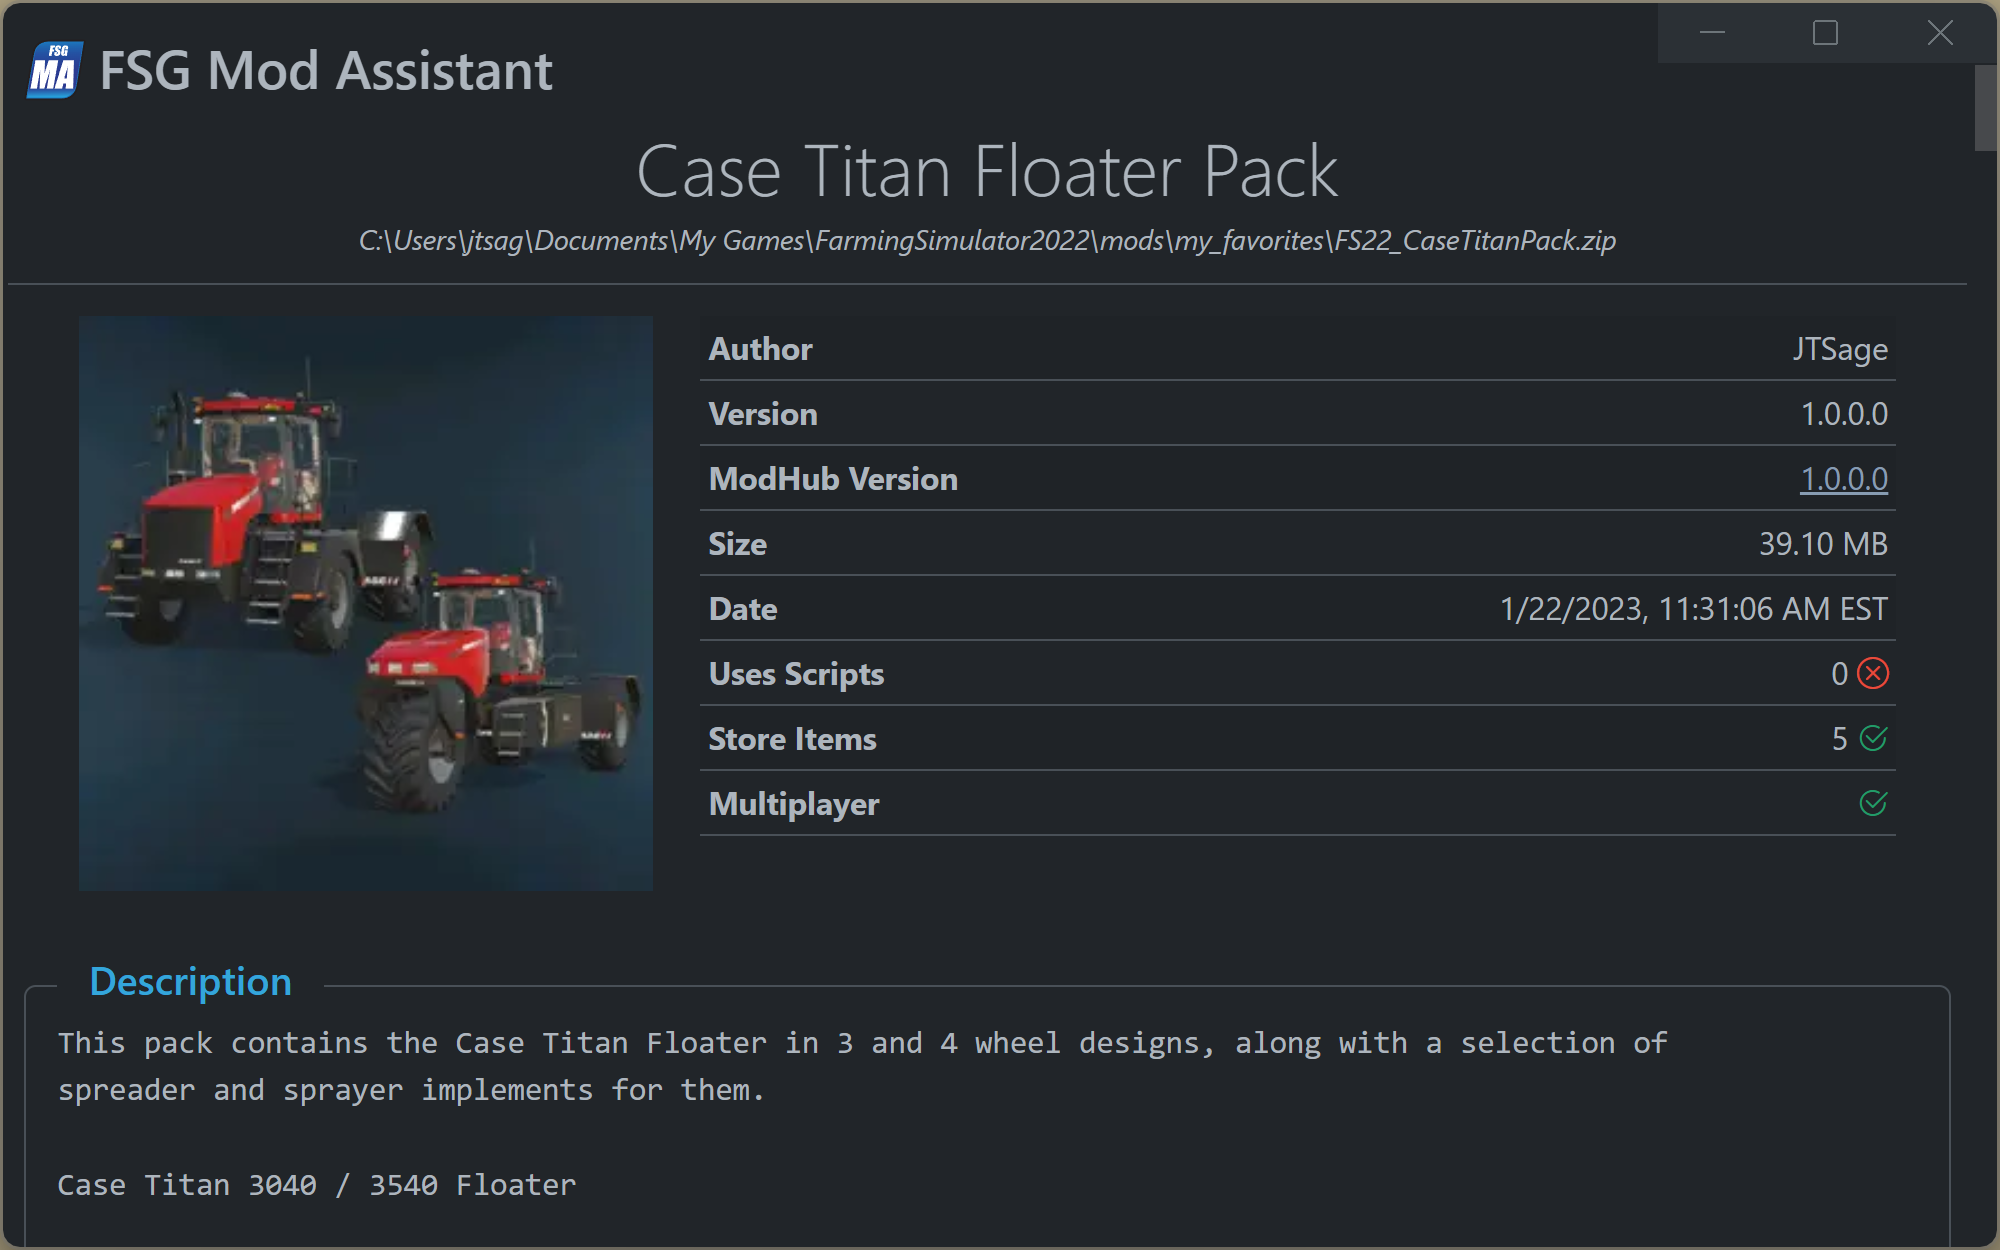 FSG
MA
FSG Mod Assistant
Case Titan Floater Pack
C:\Users\jtsag\Documents\My Games\FarmingSimulator2022\mods\my_favorites\FS22_CaseTitanPack.zip
Author JTSage
Version 1.0.0.0
ModHub Version 1.0.0.0
Size 39.10 MB
Date 1/22/2023, 11:31:06 AM EST
Uses Scripts 0
Store Items 5
Multiplayer
Description
This pack contains the Case Titan Floater in 3 and 4 wheel designs, along with a selection of
spreader and sprayer implements for them.
Case Titan 3040 / 3540 Floater